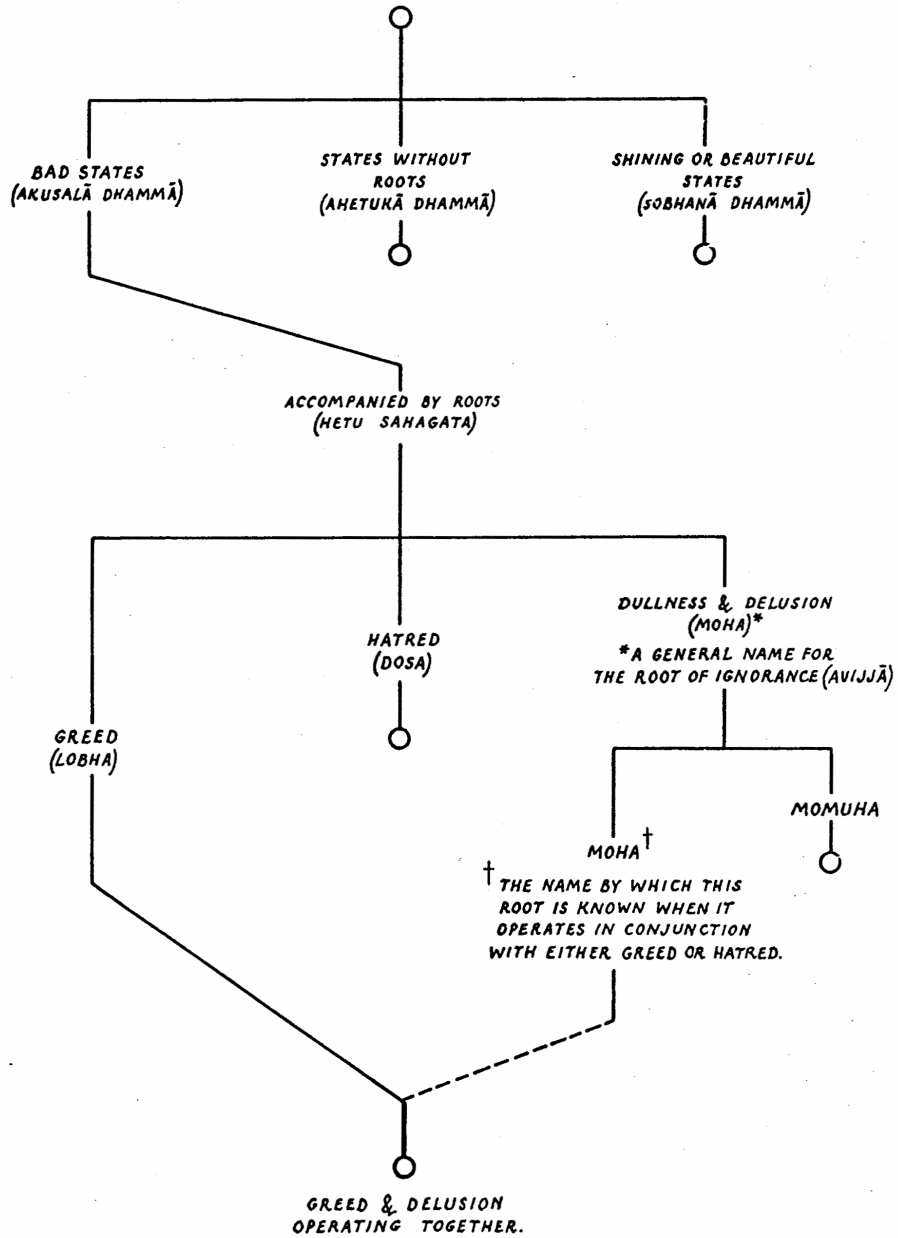 BAD STATES
(AKUSALĀ DHAMMĀ)
STATES WITHOUT
ROOTS
(AHETUKĀ DHAMMĀ)
SHINING OR BEAUTIFUL
STATES
(SOBHANĀ DHAMMĀ)
ACCOMPANIED BY ROOTS
(HETU SAHAGATA)
GREED
(LOBHA)
HATRED
(DOSA)
DULLNESS & DELUSION
(MOHA)*
*A GENERAL NAME FOR
THE ROOT OF IGNORANCE (AVIJJĀ)
MOHA†
† THE NAME BY WHICH THIS
ROOT IS KNOWN WHEN IT
OPERATES IN CONJUNCTION
WITH EITHER GREED OR HATRED.
MOMUHA
GREED & DELUSION
OPERATING TOGETHER.